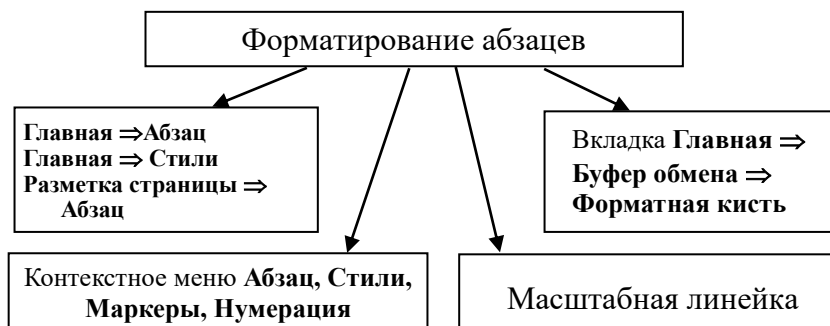 Форматирование абзацев
Главная ⇒Абзац
Главная ⇒ Стили
Разметка страницы ⇒
Абзац
Вкладка Главная ⇒
Буфер обмена ⇒
Форматная кисть
Контекстное меню Абзац, Стили,
Маркеры, Нумерация
Масштабная линейка